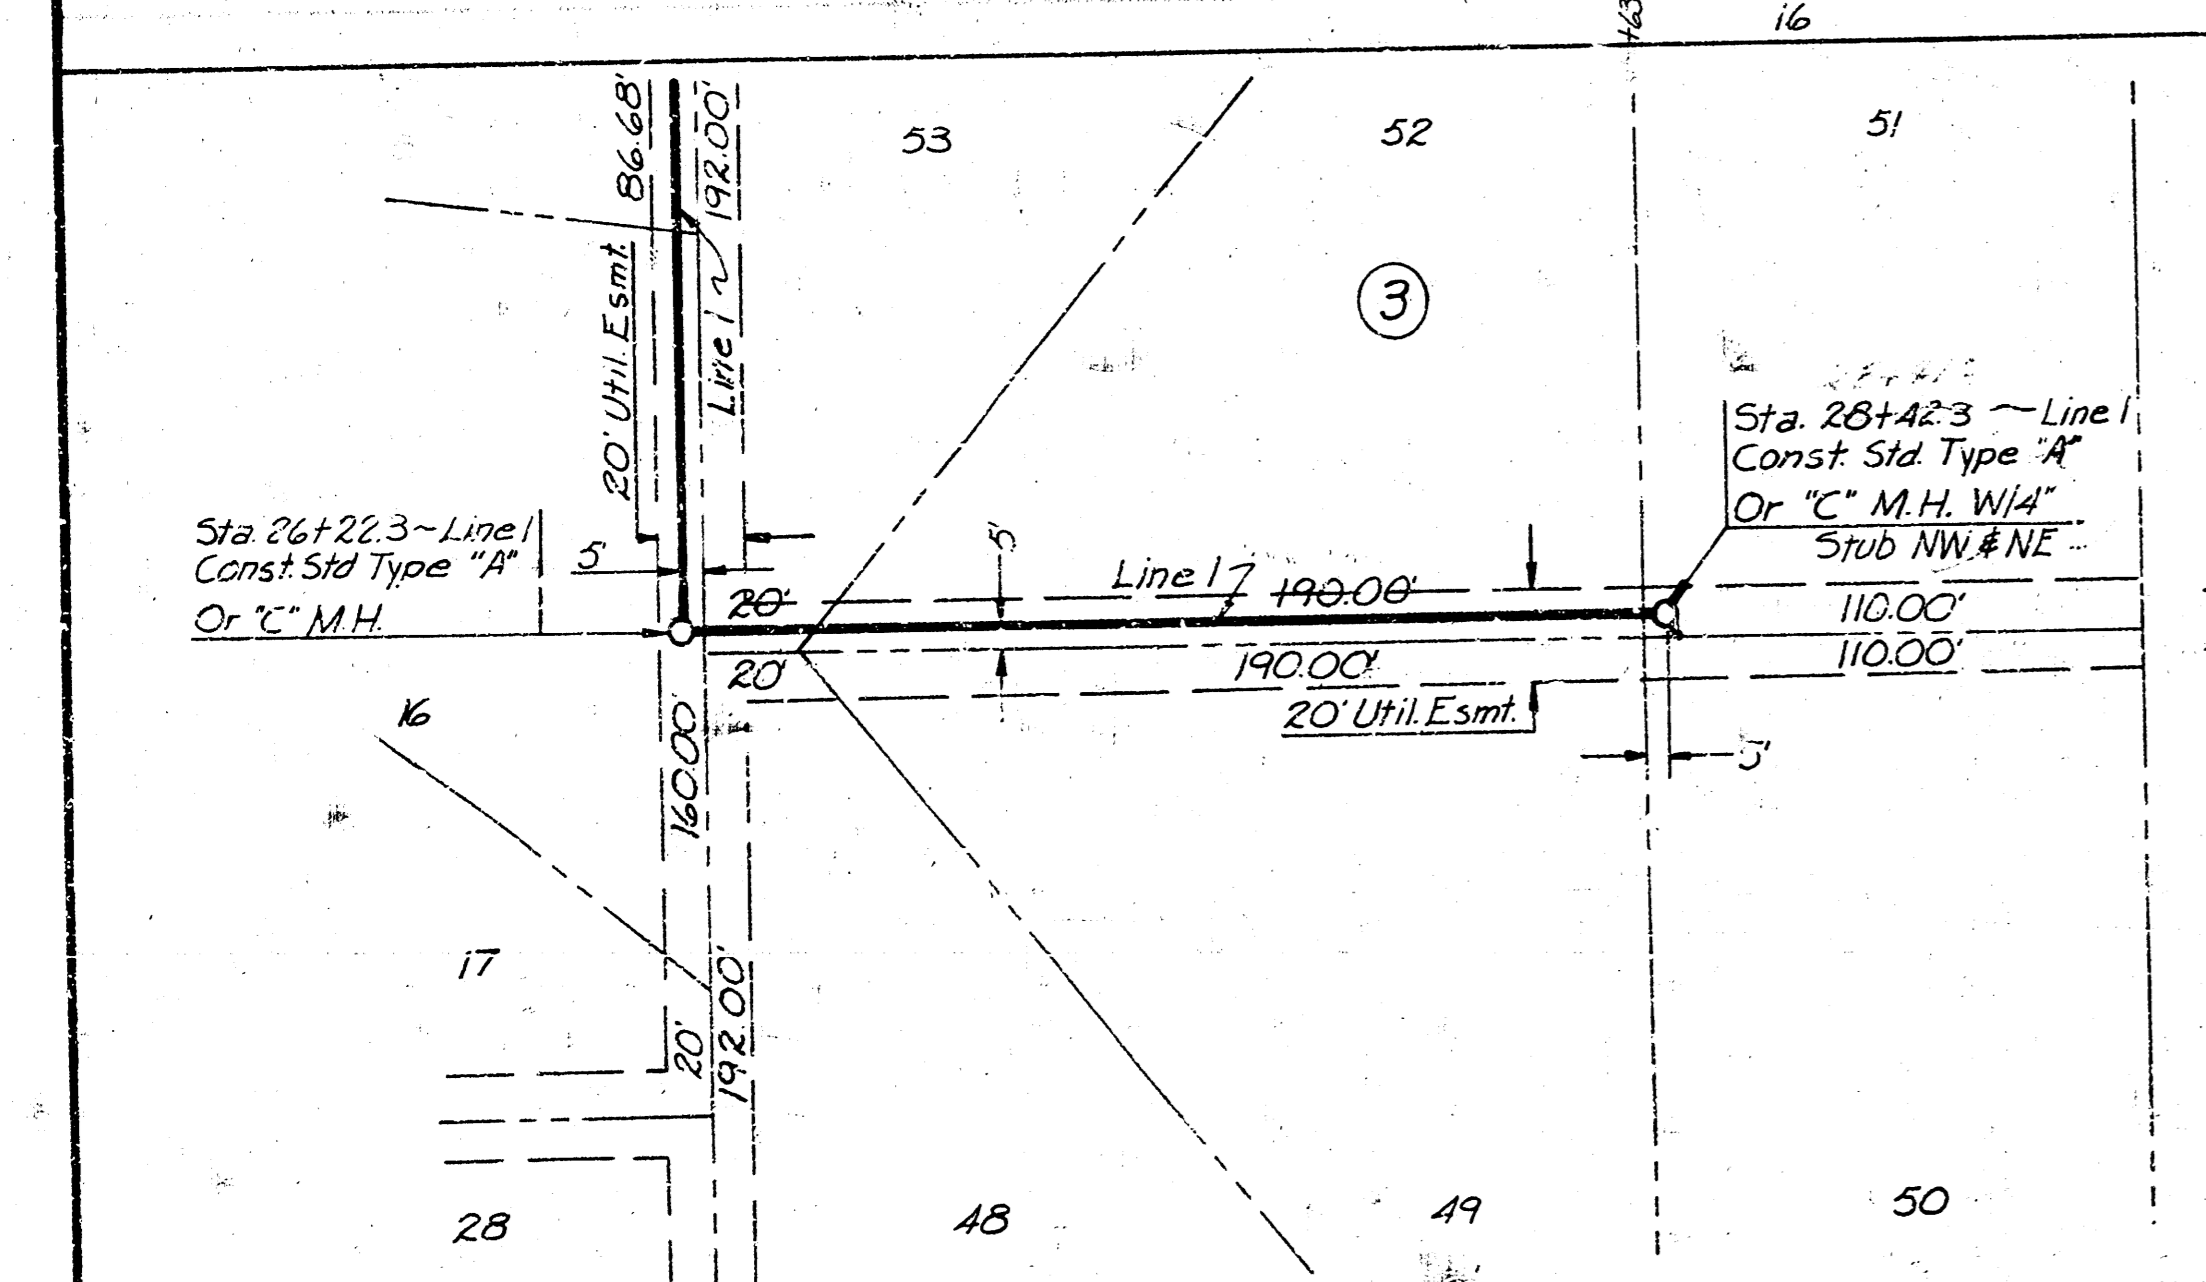 +63
16
86.68'
192.00'
53
52
51
20' Util. Esmt.
Line 1
3
Sta. 28+42.3 ~ Line 1
Const. Std. Type "A"
Or "C" M.H. W/4"
Stub NW & NE
Sta. 26+22.3 ~ Line 1
Const. Std Type "A"
Or "C" M.H.
5'
5'
20'
Line 1
190.00'
110.00'
20'
190.00'
110.00'
20' Util. Esmt.
5'
16
160.00'
17
20'
192.00'
28
48
49
50